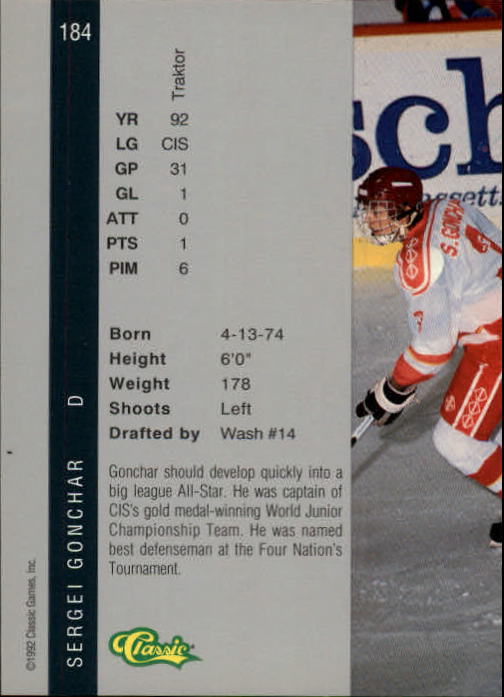 184
Traktor
YR 92
LG CIS
GP 31
GL 1
ATT 0
PTS 1
PIM 6
Born 4-13-74
Height 6'0"
Weight 178
Shoots Left
Drafted by Wash #14
Gonchar should develop quickly into a
big league All-Star. He was captain of
CIS's gold medal-winning World Junior
Championship Team. He was named
best defenseman at the Four Nation's
Tournament.
Classic
SERGEI GONCHAR D
©1992 Classic Games, Inc.
sch
S. GONCHAR